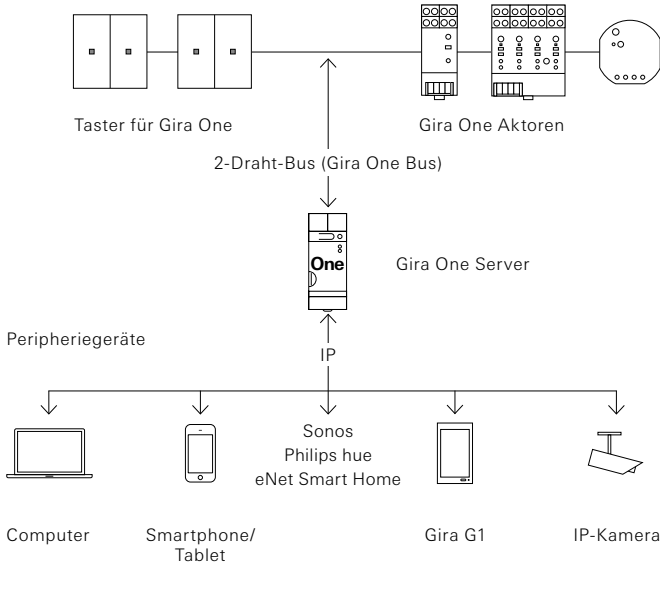 Taster für Gira One
Gira One Aktoren
2-Draht-Bus (Gira One Bus)
One
Gira One Server
Peripheriegeräte
IP
Sonos
Philips hue
eNet Smart Home
Computer
Smartphone/
Tablet
Gira G1
IP-Kamera